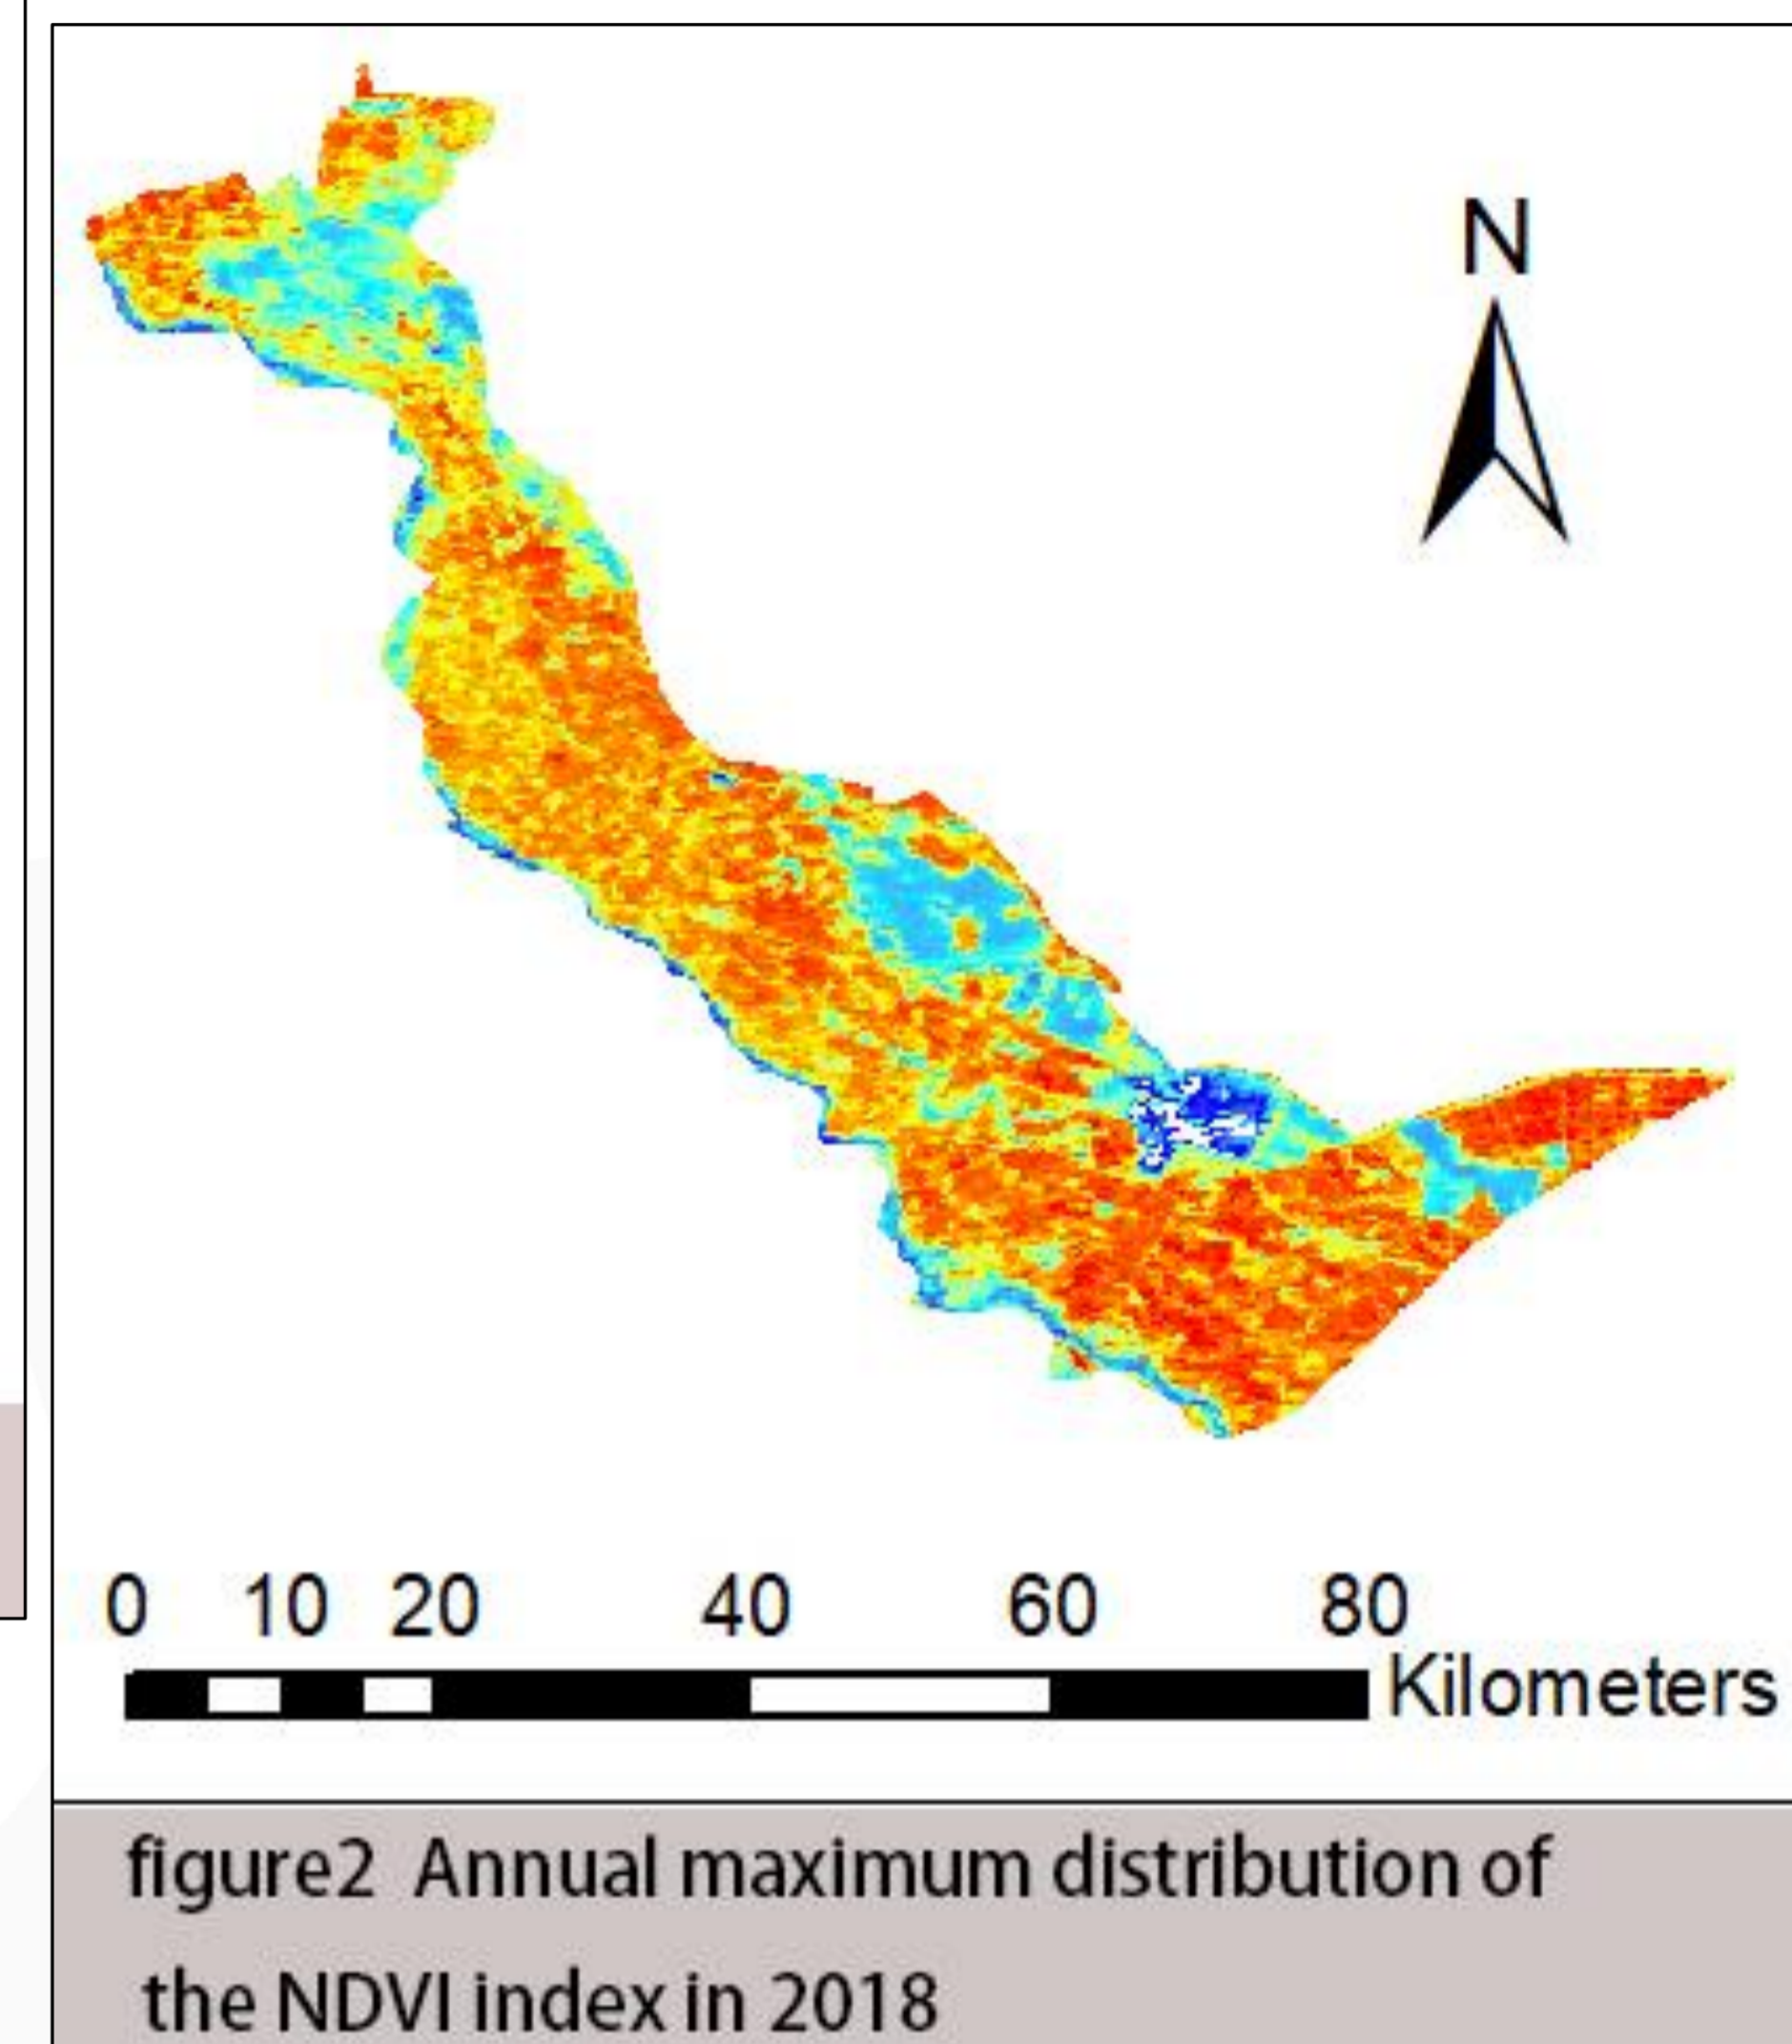 N
0 10 20 40 60 80
Kilometers
figure2 Annual maximum distribution of
the NDVI index in 2018